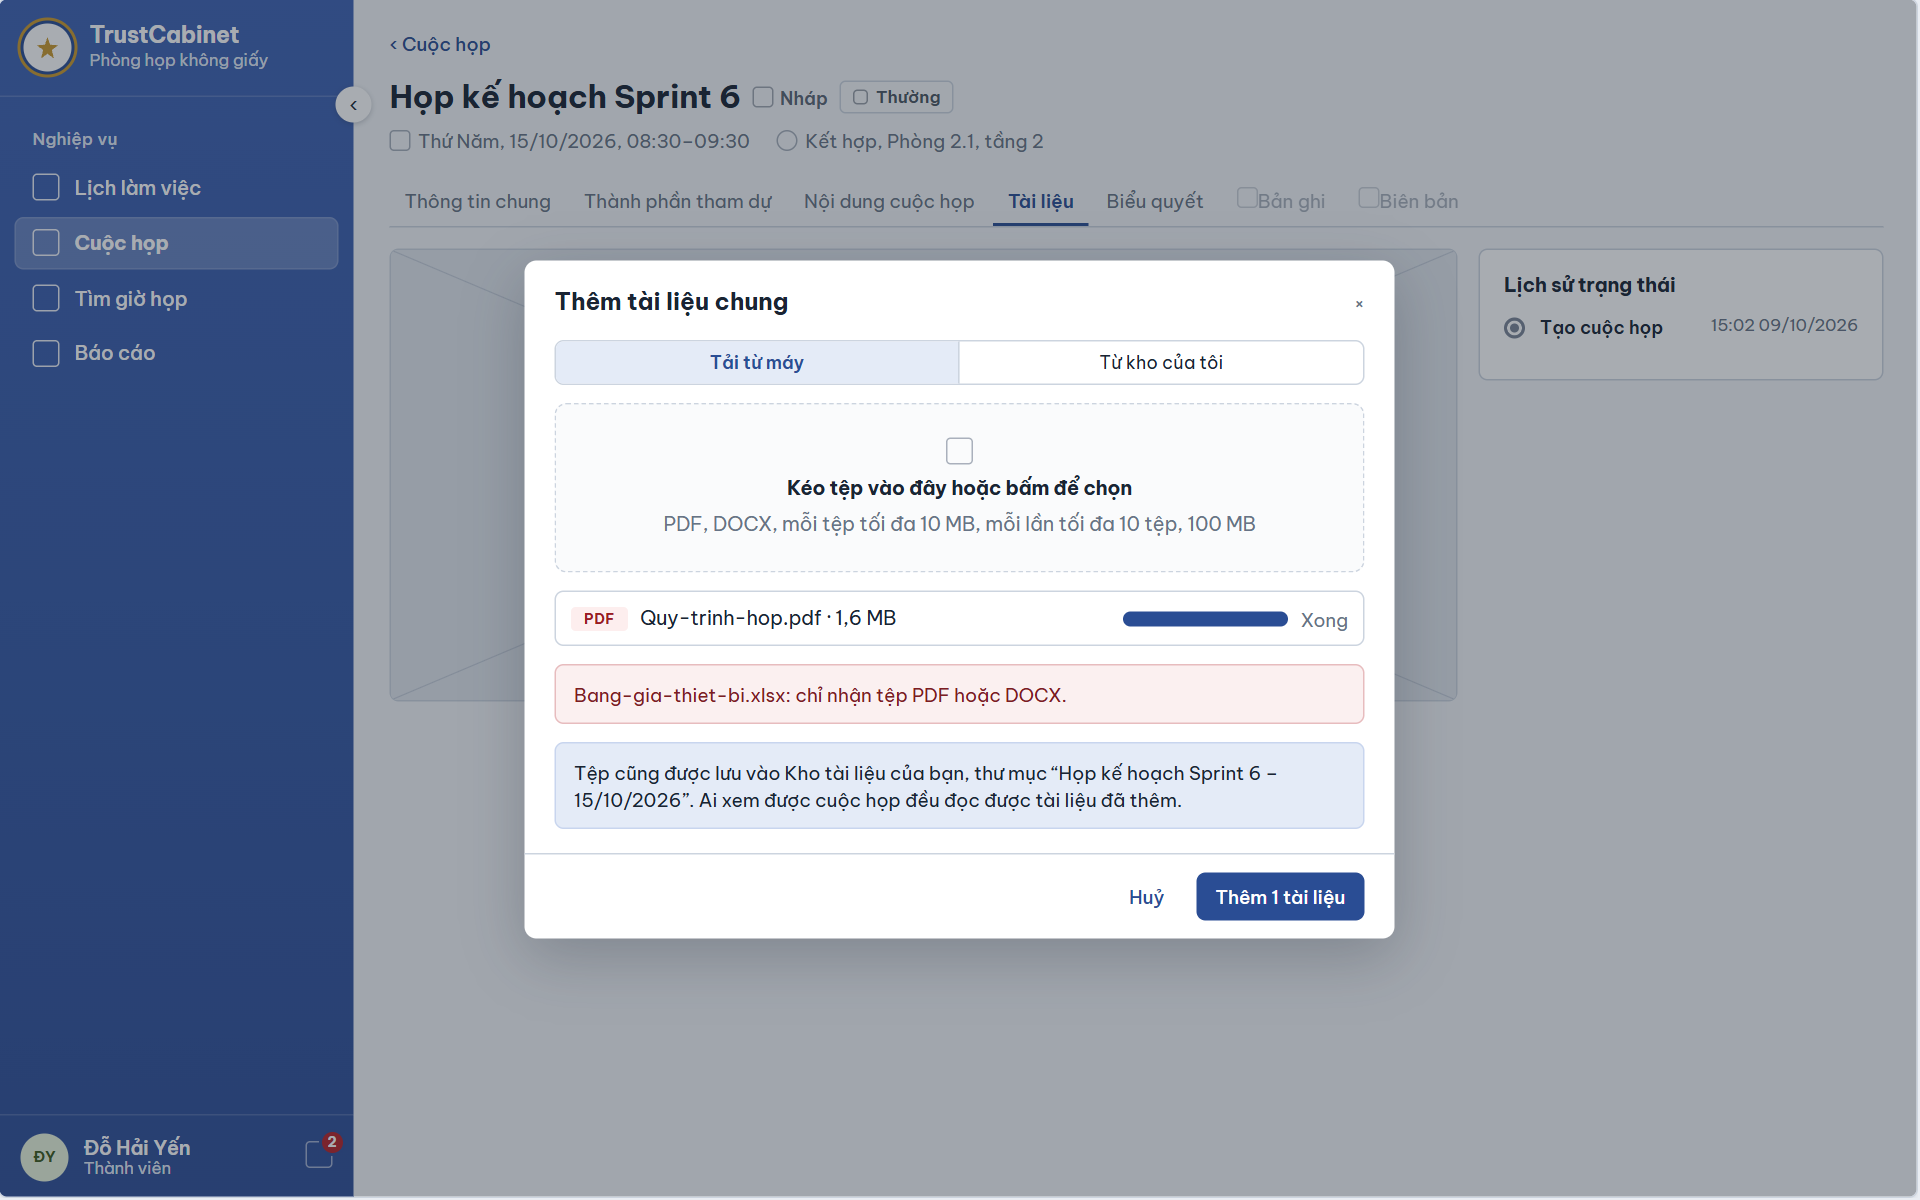 TrustCabinet
Phòng họp không giấy
Nghiệp vụ
Lịch làm việc
Cuộc họp
Tìm giờ họp
Báo cáo
ĐY
Đỗ Hải Yến
Thành viên
2
‹ Cuộc họp
Họp kế hoạch Sprint 6
Nháp
Thường
Thứ Năm, 15/10/2026, 08:30–09:30
Kết hợp, Phòng 2.1, tầng 2
Thông tin chung
Thành phần tham dự
Nội dung cuộc họp
Tài liệu
Biểu quyết
Bản ghi
Biên bản
Lịch sử trạng thái
Tạo cuộc họp
15:02 09/10/2026
Thêm tài liệu chung
×
Tải từ máy
Từ kho của tôi
Kéo tệp vào đây hoặc bấm để chọn
PDF, DOCX, mỗi tệp tối đa 10 MB, mỗi lần tối đa 10 tệp, 100 MB
PDF
Quy-trinh-hop.pdf · 1,6 MB
Xong
Bang-gia-thiet-bi.xlsx: chỉ nhận tệp PDF hoặc DOCX.
Tệp cũng được lưu vào Kho tài liệu của bạn, thư mục “Họp kế hoạch Sprint 6 –
15/10/2026”. Ai xem được cuộc họp đều đọc được tài liệu đã thêm.
Huỷ
Thêm 1 tài liệu